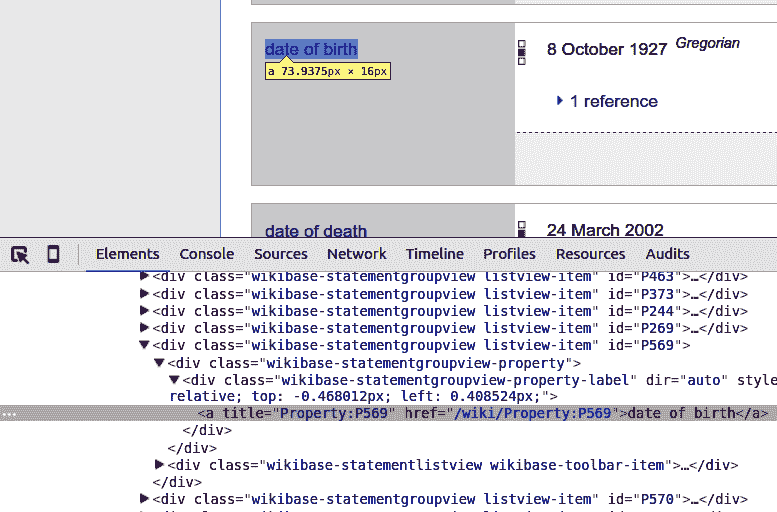 date of birth
8 October 1927 Gregorian
a 73.9375px × 16px
1 reference
date of death
24 March 2002
Elements Console Sources Network Timeline Profiles Resources Audits
▶<div class="wikibase-statementgroupview listview-item" id="P463">…</div>
▶<div class="wikibase-statementgroupview listview-item" id="P373">…</div>
▶<div class="wikibase-statementgroupview listview-item" id="P244">…</div>
▶<div class="wikibase-statementgroupview listview-item" id="P269">…</div>
▼<div class="wikibase-statementgroupview listview-item" id="P569">
▼<div class="wikibase-statementgroupview-property">
▼<div class="wikibase-statementgroupview-property-label" dir="auto" style
relative; top: -0.468012px; left: 0.408524px;">
… <a title="Property:P569" href="/wiki/Property:P569">date of birth</a>
</div>
</div>
▶<div class="wikibase-statementlistview wikibase-toolbar-item">…</div>
</div>
▶<div class="wikibase-statementgroupview listview-item" id="P570">…</div>